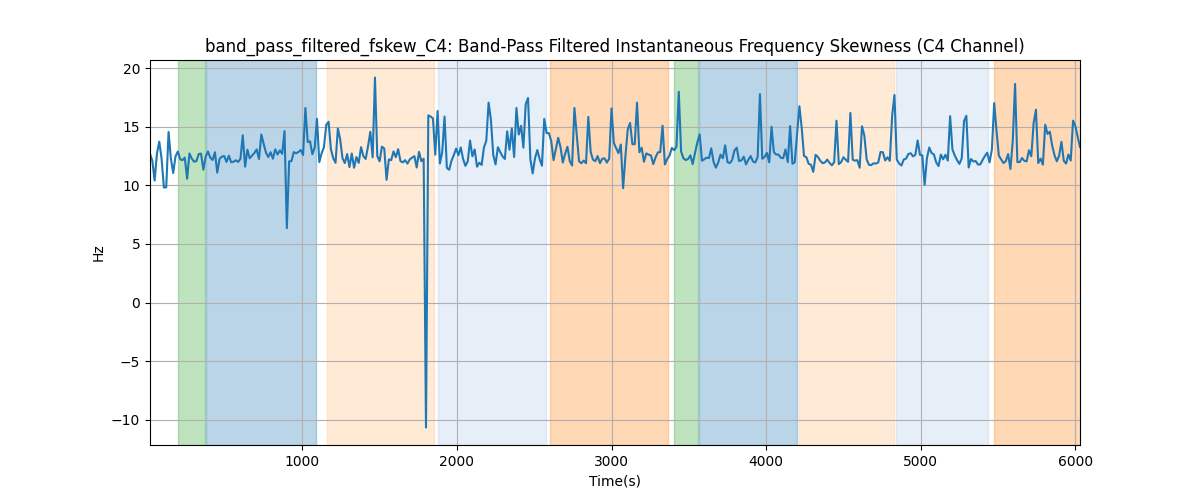 band_pass_filtered_fskew_C4: Band-Pass Filtered Instantaneous Frequency Skewness (C4 Channel)
20
15
10
5
0
−5
−10
Hz
1000 2000 3000 4000 5000 6000
Time(s)